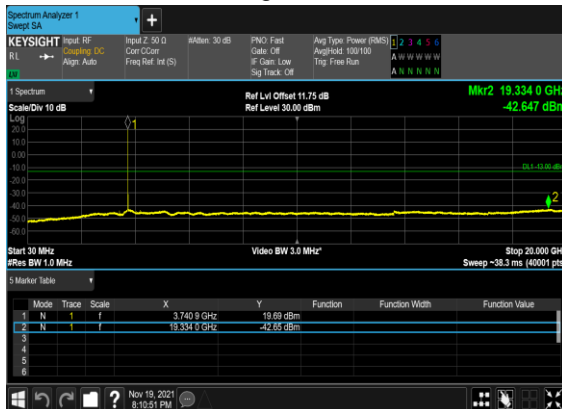 Spectrum Analyzer 1
Swept SA
+
KEYSIGHT Input: RF Input Z: 50 Ω #Atten: 30 dB PNO: Fast Avg Type: Power (RMS) 1 2 3 4 5 6
RL Coupling: DC Corr CCorr Gate: Off Avg|Hold: 100/100 A W W W W W
Align: Auto Freq Ref: Int (S) IF Gain: Low Trig: Free Run
Sig Track: Off A N N N N N
1 Spectrum Ref Lvl Offset 11.75 dB Mkr2 19.334 0 GHz
Scale/Div 10 dB Ref Level 30.00 dBm -42.647 dBm
Log
20.0
10.0
0.00
-10.0
-20.0
-30.0
-40.0
-50.0
-60.0
1
DL1 -13.00 dBm
2
Start 30 MHz Video BW 3.0 MHz* Stop 20.000 GHz
#Res BW 1.0 MHz Sweep ~38.3 ms (40001 pts)
5 Marker Table
Mode Trace Scale X Y Function Function Width Function Value
1 N 1 f 3.740 9 GHz 19.69 dBm
2 N 1 f 19.334 0 GHz -42.65 dBm
3
4
5
6
? Nov 19, 2021
8:10:51 PM